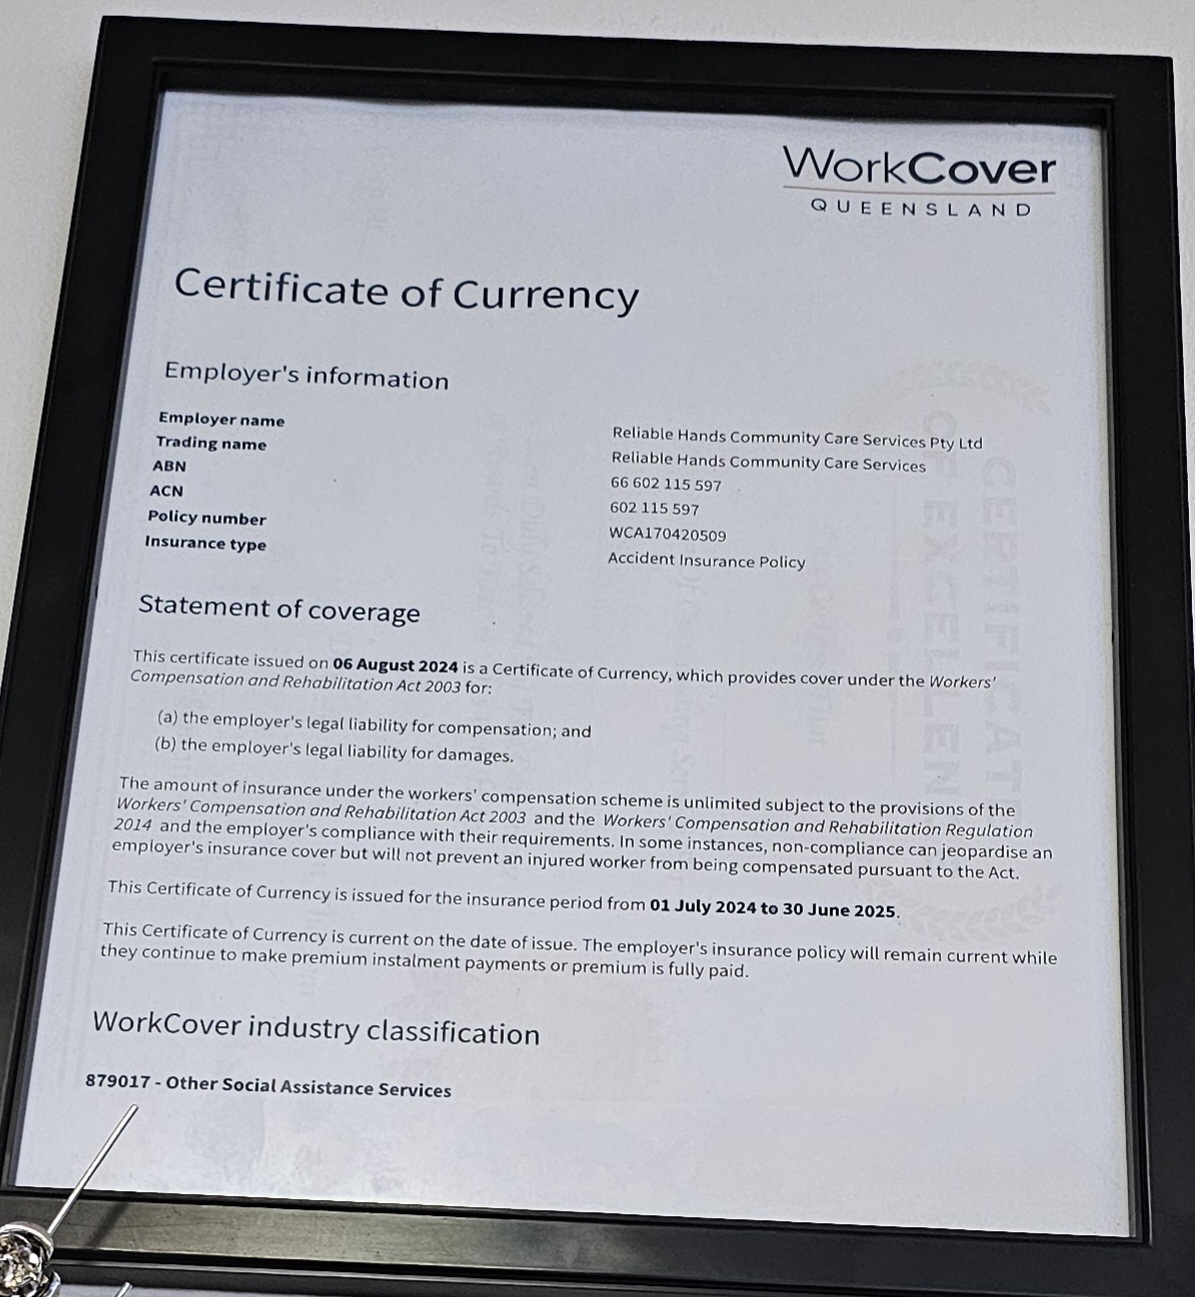 WorkCover
QUEENSLAND
Certificate of Currency
Employer's information
Employer name Reliable Hands Community Care Services Pty Ltd
Trading name Reliable Hands Community Care Services
ABN 66 602 115 597
ACN 602 115 597
Policy number WCA170420509
Insurance type Accident Insurance Policy
Statement of coverage
This certificate issued on 06 August 2024 is a Certificate of Currency, which provides cover under the Workers'
Compensation and Rehabilitation Act 2003 for:
(a) the employer's legal liability for compensation; and
(b) the employer's legal liability for damages.
The amount of insurance under the workers' compensation scheme is unlimited subject to the provisions of the
Workers' Compensation and Rehabilitation Act 2003 and the Workers' Compensation and Rehabilitation Regulation
2014 and the employer's compliance with their requirements. In some instances, non-compliance can jeopardise an
employer's insurance cover but will not prevent an injured worker from being compensated pursuant to the Act.
This Certificate of Currency is issued for the insurance period from 01 July 2024 to 30 June 2025.
This Certificate of Currency is current on the date of issue. The employer's insurance policy will remain current while
they continue to make premium instalment payments or premium is fully paid.
WorkCover industry classification
879017 - Other Social Assistance Services